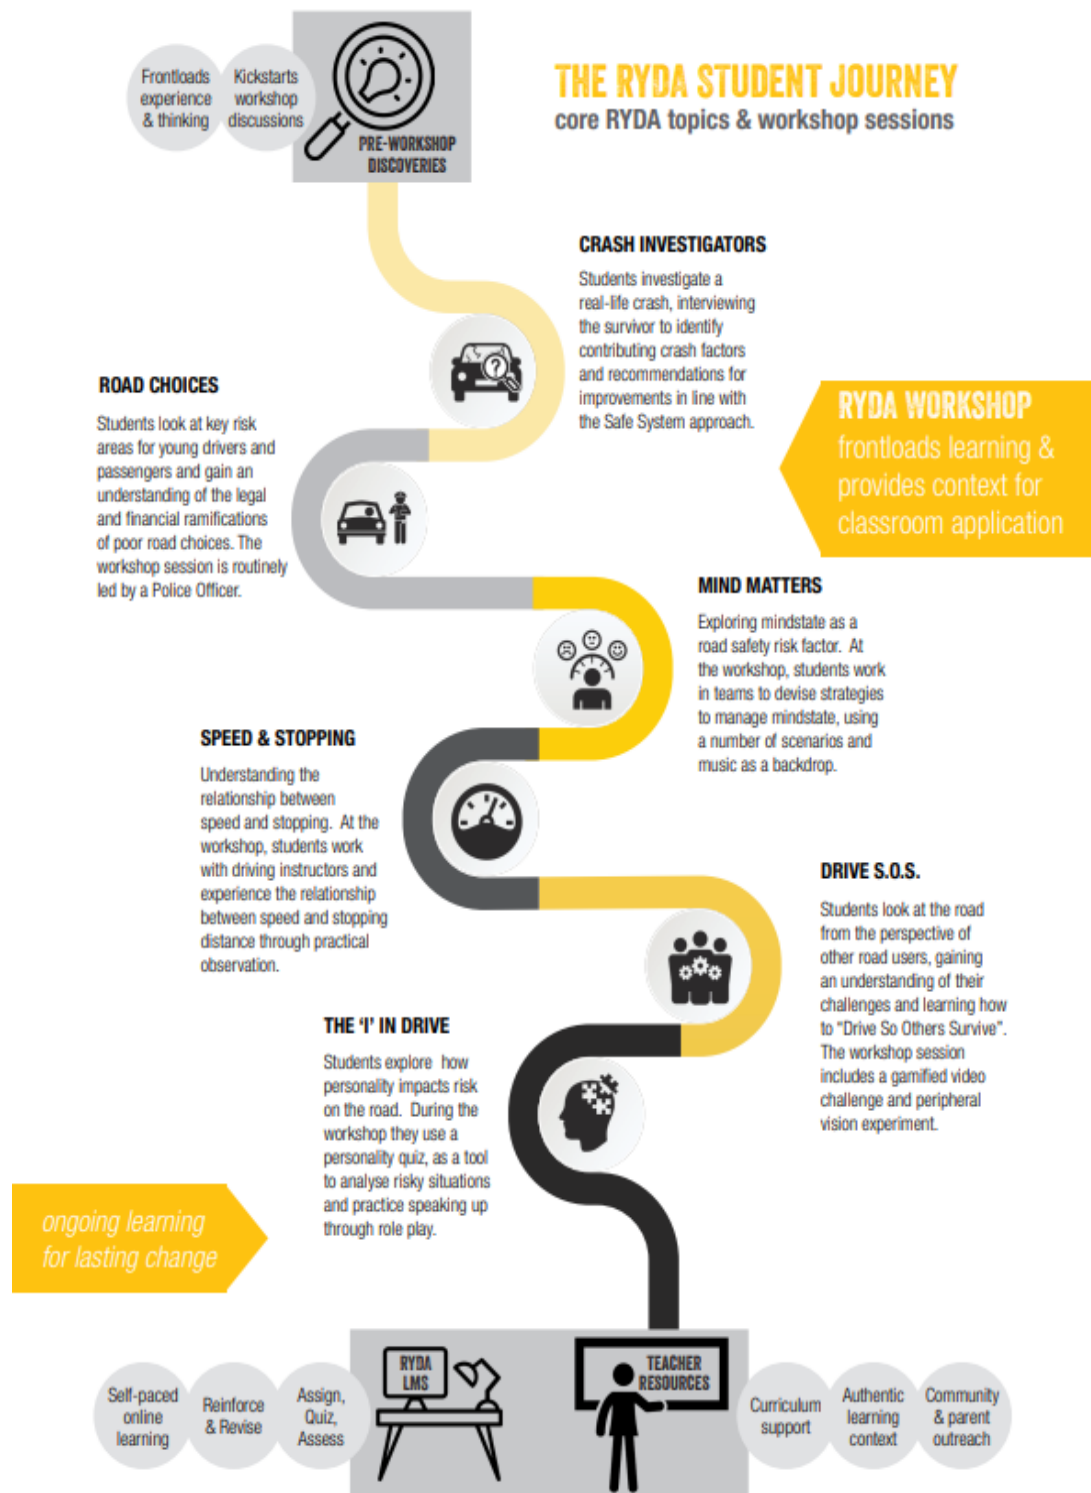 Frontloads
experience
& thinking
Kickstarts
workshop
discussions
PRE-WORKSHOP
DISCOVERIES
THE RYDA STUDENT JOURNEY
core RYDA topics & workshop sessions
CRASH INVESTIGATORS
Students investigate a
real-life crash, interviewing
the survivor to identify
contributing crash factors
and recommendations for
improvements in line with
the Safe System approach.
ROAD CHOICES
Students look at key risk
areas for young drivers and
passengers and gain an
understanding of the legal
and financial ramifications
of poor road choices. The
workshop session is routinely
led by a Police Officer.
RYDA WORKSHOP
frontloads learning &
provides context for
classroom application
?
MIND MATTERS
Exploring mindstate as a
road safety risk factor.  At
the workshop, students work
in teams to devise strategies
to manage mindstate, using
a number of scenarios and
music as a backdrop.
SPEED & STOPPING
Understanding the
relationship between
speed and stopping.  At the
workshop, students work
with driving instructors and
experience the relationship
between speed and stopping
distance through practical
observation.
DRIVE S.O.S.
Students look at the road
from the perspective of
other road users, gaining
an understanding of their
challenges and learning how
to “Drive So Others Survive”.
The workshop session
includes a gamified video
challenge and peripheral
vision experiment.
THE ‘I’ IN DRIVE
Students explore  how
personality impacts risk
on the road.  During the
workshop they use a
personality quiz, as a tool
to analyse risky situations
and practice speaking up
through role play.
ongoing learning
for lasting change
Self-paced
online
learning
Reinforce
& Revise
Assign,
Quiz,
Assess
RYDA
LMS
TEACHER
RESOURCES
Curriculum
support
Authentic
learning
context
Community
& parent
outreach